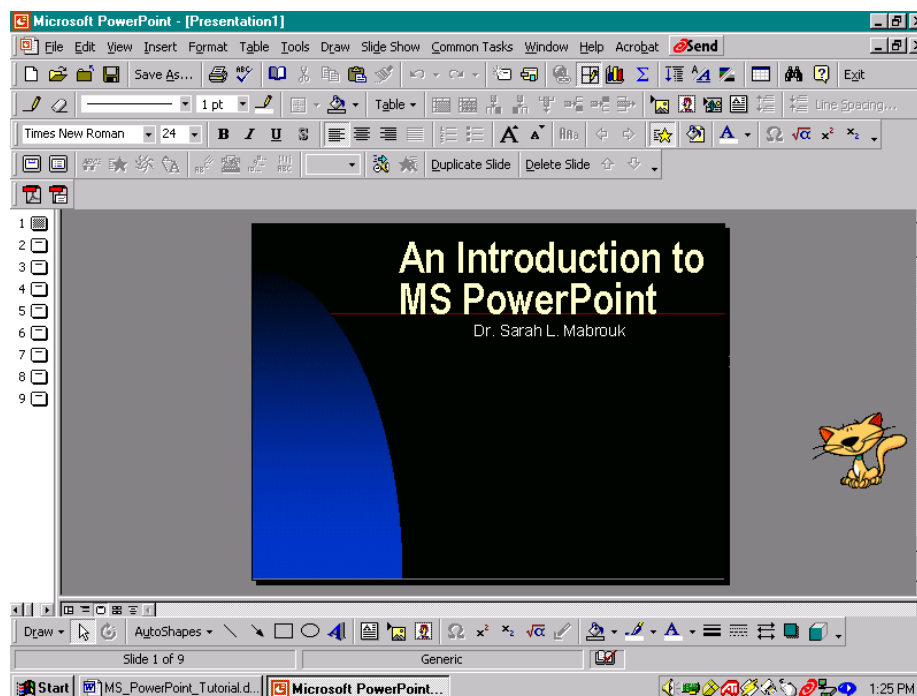 Microsoft PowerPoint - [Presentation1]
File Edit View Insert Format Table Tools Draw Slide Show Common Tasks Window Help Acrobat Send
Save As... Exit
1 pt Table Line Spacing...
Times New Roman 24 B I U S
Duplicate Slide Delete Slide
1
2
3
4
5
6
7
8
9
An Introduction to
MS PowerPoint
Dr. Sarah L. Mabrouk
Draw AutoShapes
Slide 1 of 9 Generic
Start MS_PowerPoint_Tutorial.d... Microsoft PowerPoint... 1:25 PM